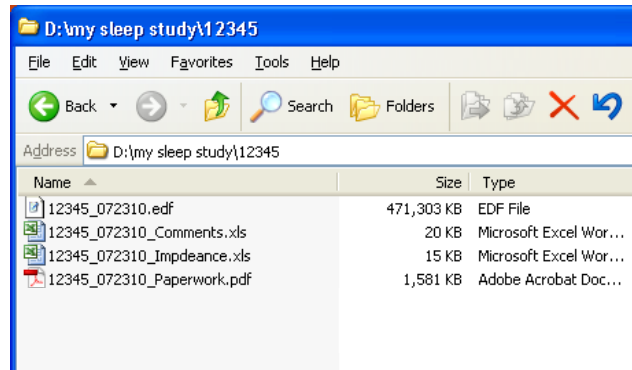 D:\my sleep study\12345
File Edit View Favorites Tools Help
Back Search Folders
Address D:\my sleep study\12345
Name Size Type
12345_072310.edf 471,303 KB EDF File
12345_072310_Comments.xls 20 KB Microsoft Excel Wor...
12345_072310_Impdeance.xls 15 KB Microsoft Excel Wor...
12345_072310_Paperwork.pdf 1,581 KB Adobe Acrobat Doc...